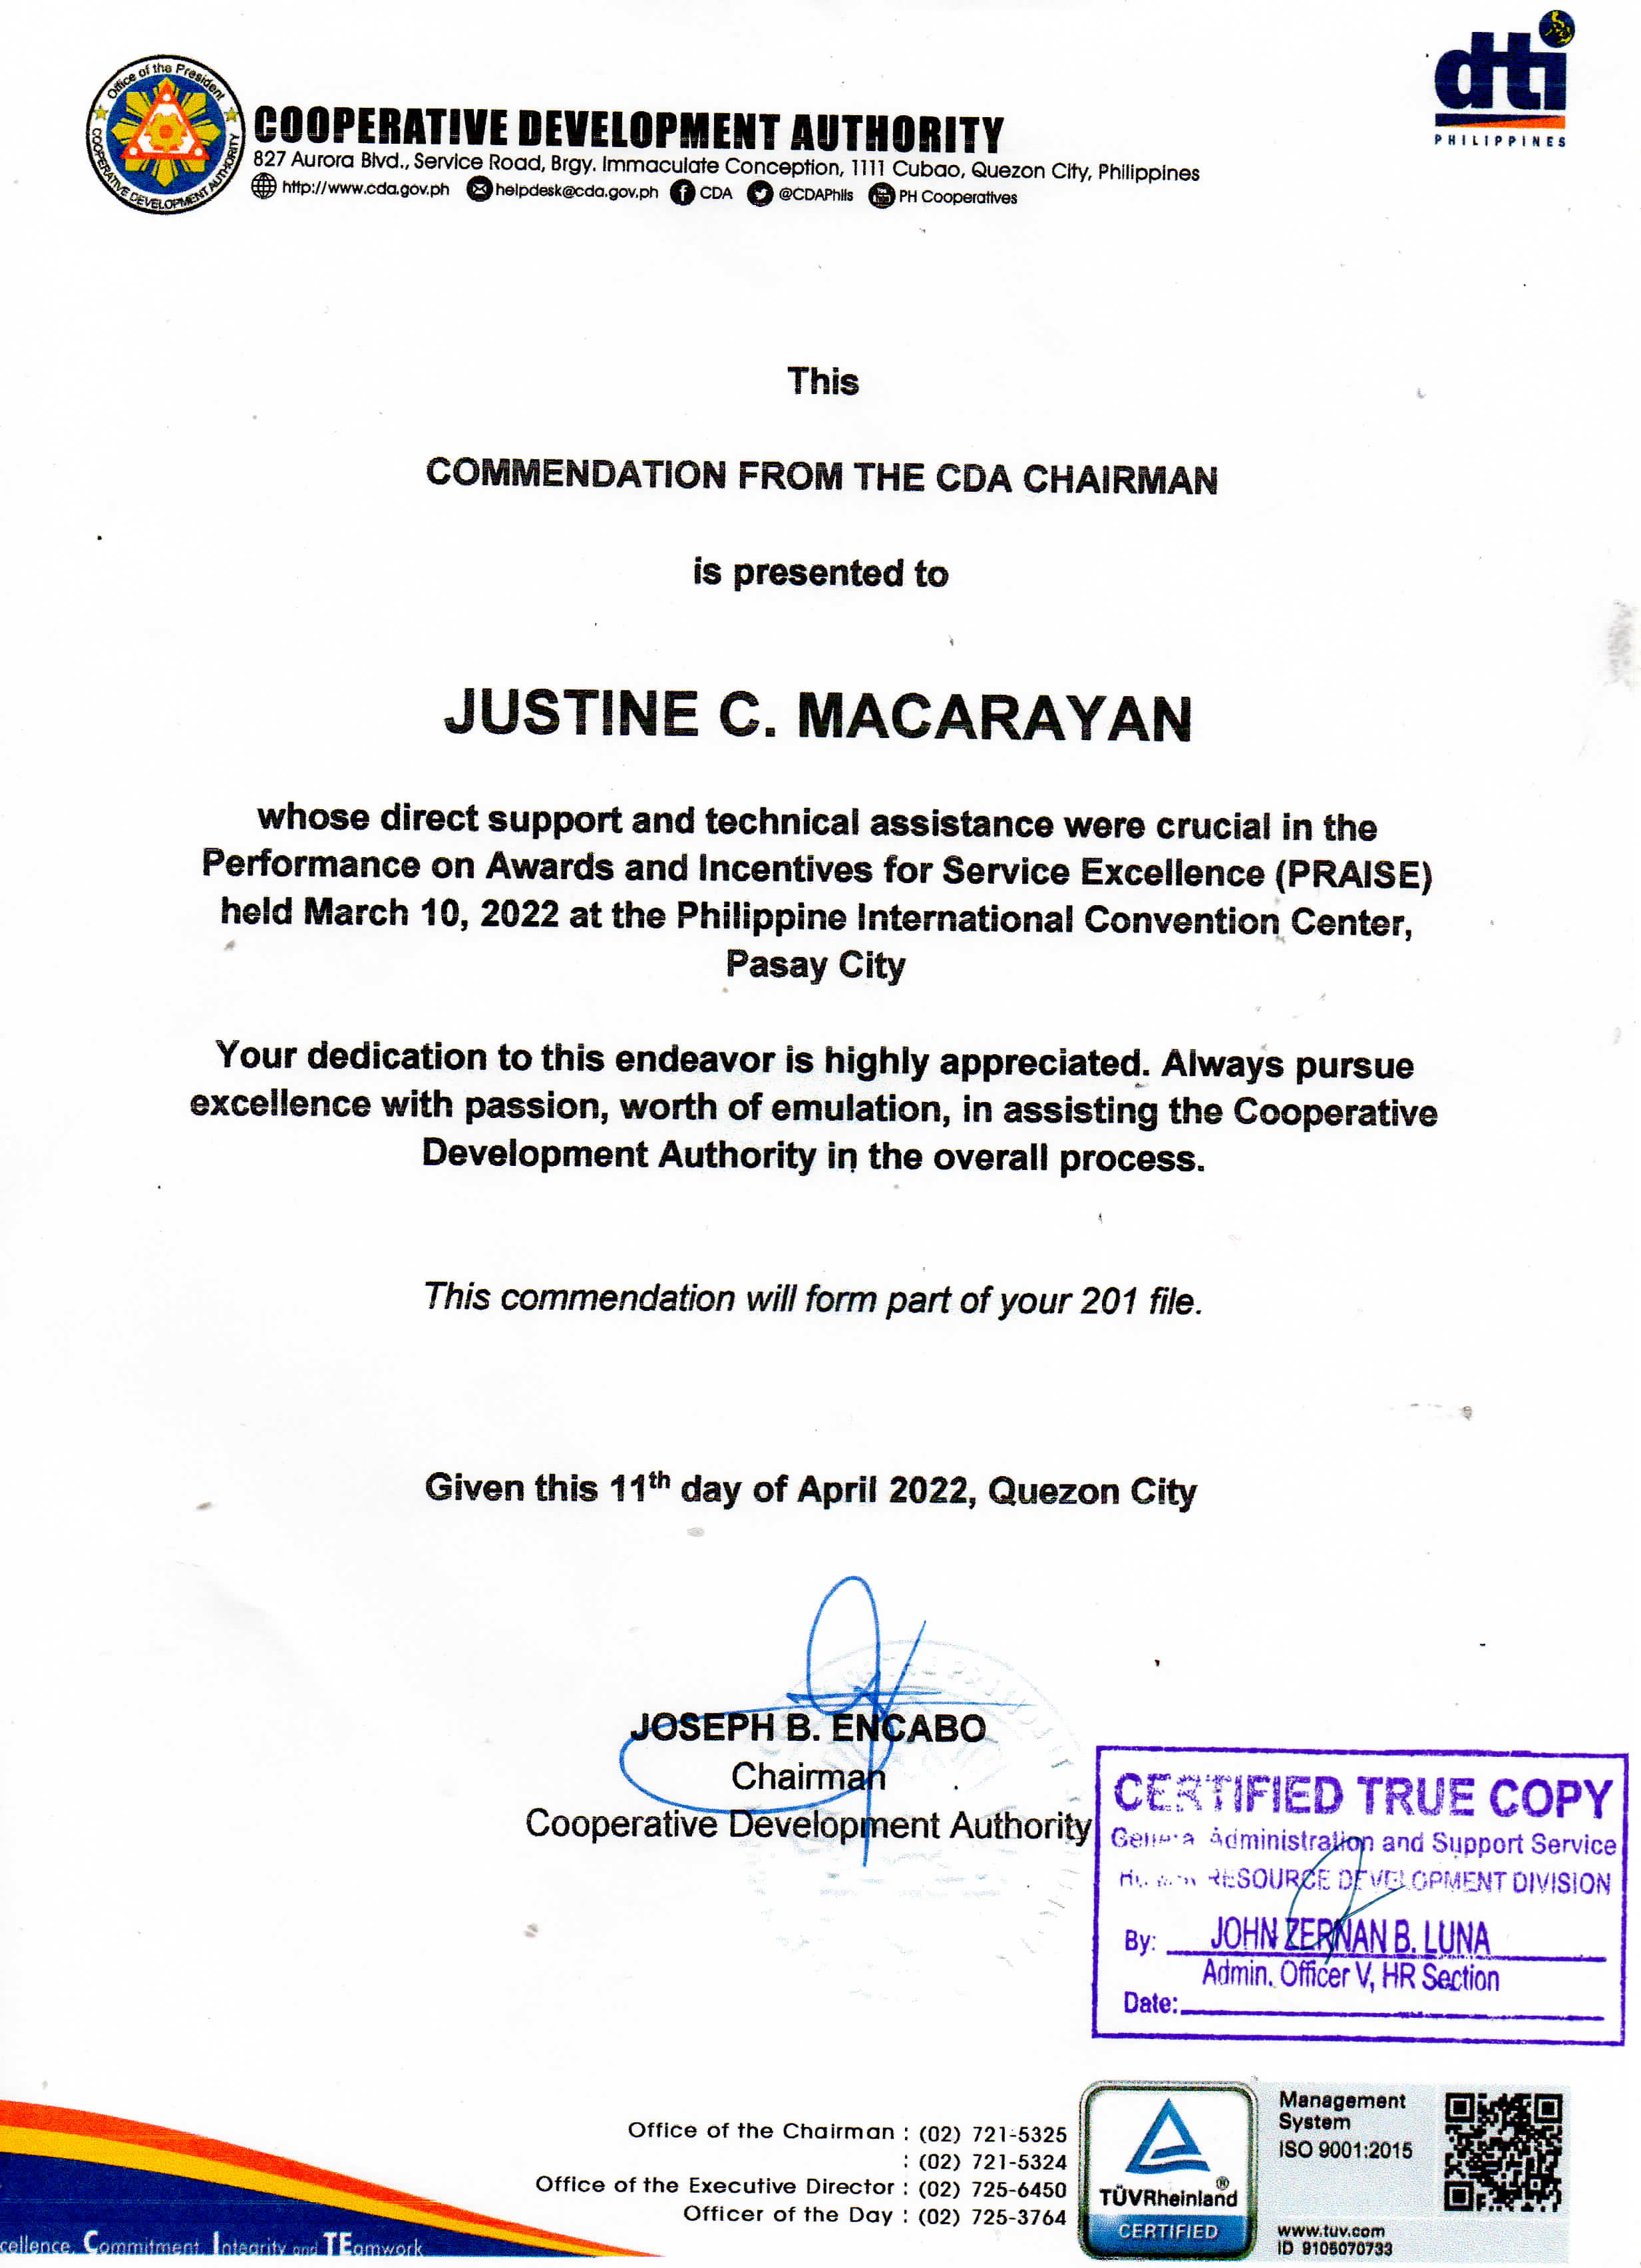 Office of the President
COOPERATIVE DEVELOPMENT AUTHORITY
COOPERATIVE DEVELOPMENT AUTHORITY
827 Aurora Blvd., Service Road, Brgy. Immaculate Conception, 1111 Cubao, Quezon City, Philippines
http://www.cda.gov.ph helpdesk@cda.gov.ph CDA @CDAPhils PH Cooperatives
dti
PHILIPPINES
This
COMMENDATION FROM THE CDA CHAIRMAN
is presented to
JUSTINE C. MACARAYAN
whose direct support and technical assistance were crucial in the
Performance on Awards and Incentives for Service Excellence (PRAISE)
held March 10, 2022 at the Philippine International Convention Center,
Pasay City
Your dedication to this endeavor is highly appreciated. Always pursue
excellence with passion, worth of emulation, in assisting the Cooperative
Development Authority in the overall process.
This commendation will form part of your 201 file.
Given this 11th day of April 2022, Quezon City
JOSEPH B. ENCABO
Chairman
Cooperative Development Authority
CERTIFIED TRUE COPY
General Administration and Support Service
RESOURCE DEVELOPMENT DIVISION
By: JOHN ZERNAN B. LUNA
Admin. Officer V, HR Section
Date:
Office of the Chairman : (02) 721-5325
: (02) 721-5324
Office of the Executive Director : (02) 725-6450
Officer of the Day : (02) 725-3764
TÜVRheinland®
CERTIFIED
Management
System
ISO 9001:2015
www.tuv.com
ID 9105070733
cellence, Commitment, Integrity and TEamwork